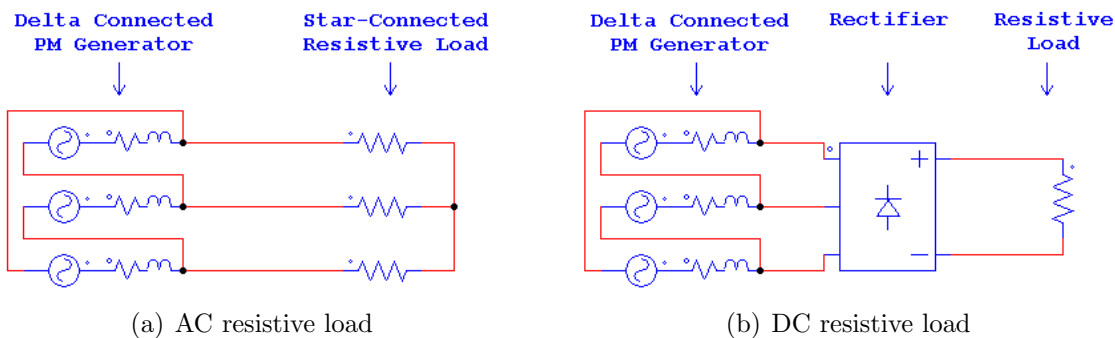 Delta Connected
PM Generator
Star-Connected
Resistive Load
Delta Connected
PM Generator
Rectifier
Resistive
Load
(a) AC resistive load
(b) DC resistive load